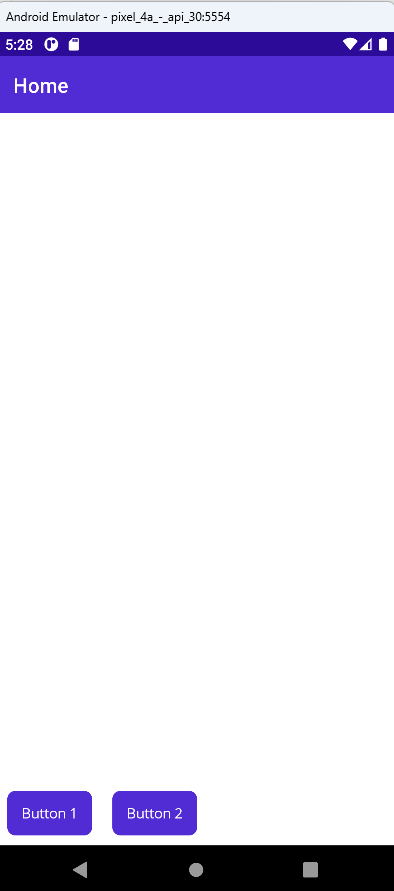 Android Emulator - pixel_4a_-_api_30:5554
5:28
Home
Button 1 Button 2